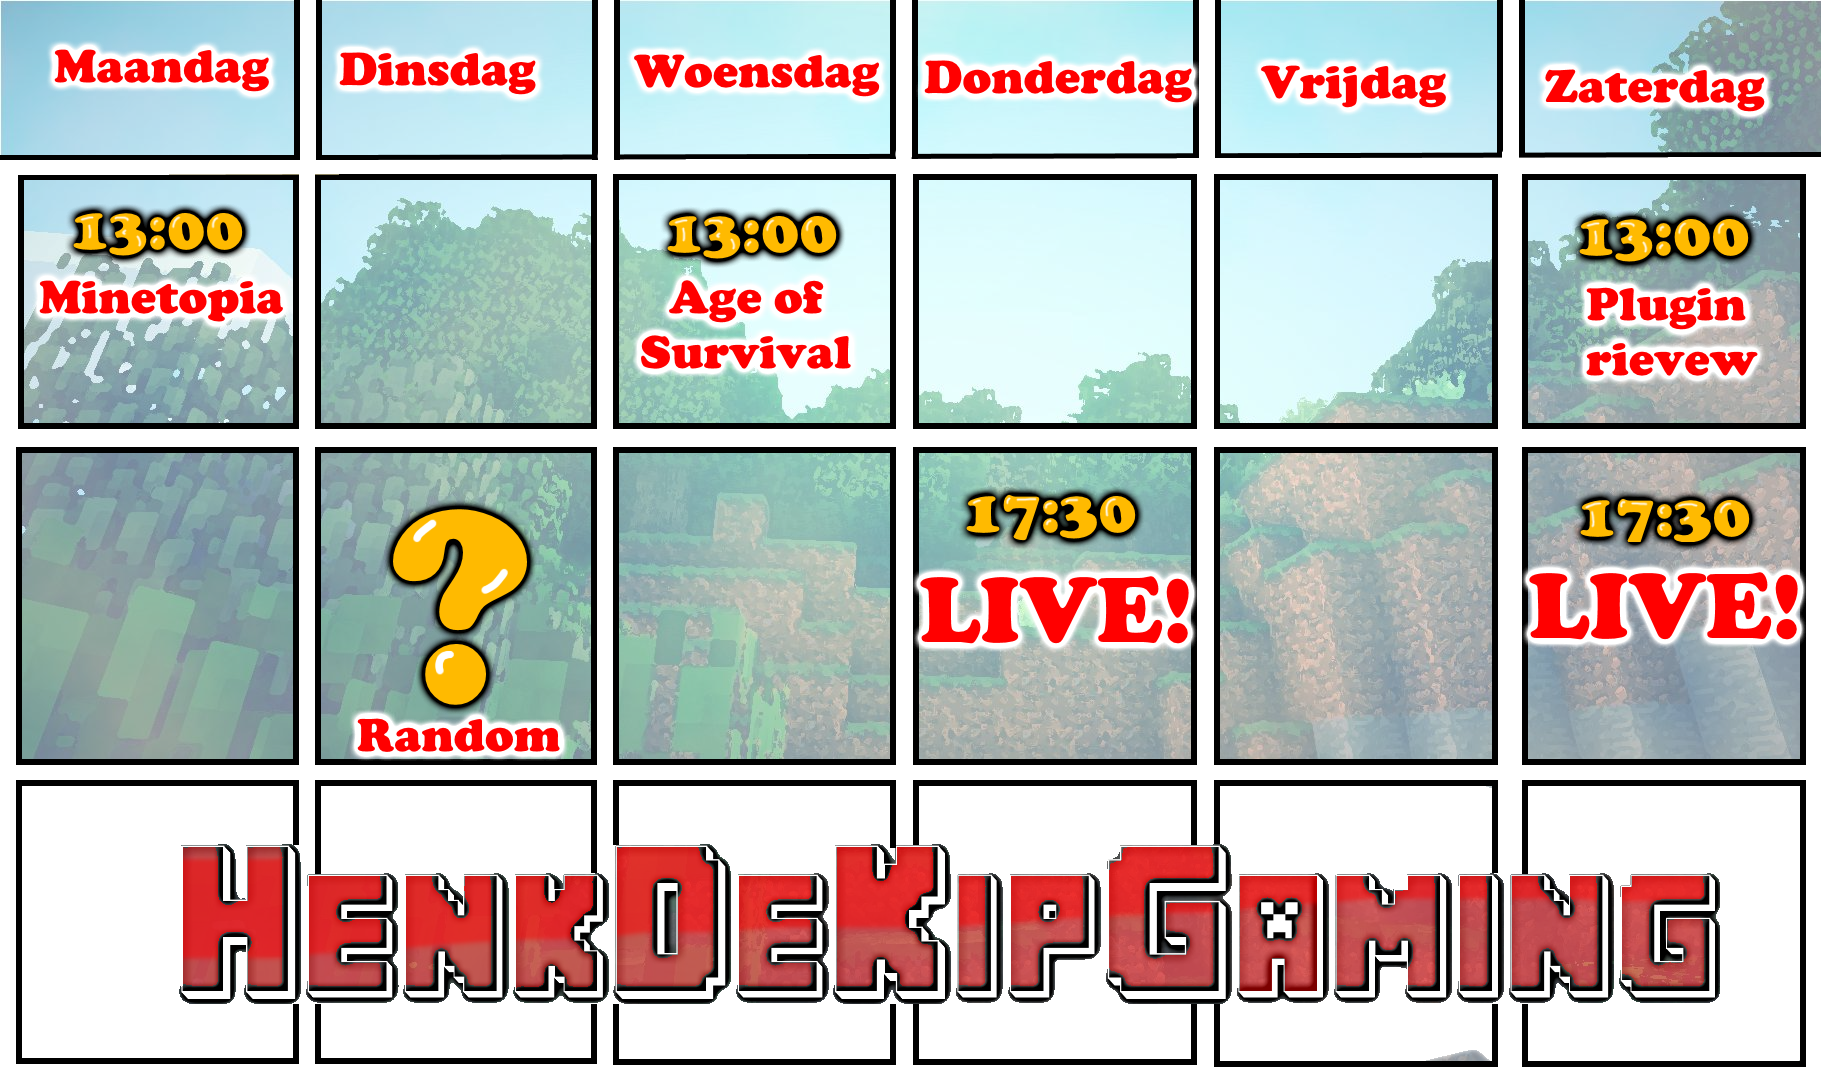 Maandag
Dinsdag
Woensdag
Donderdag
Vrijdag
Zaterdag
13:00
Minetopia
13:00
Age of
Survival
13:00
Plugin
rievew
Random
17:30
LIVE!
17:30
LIVE!
HenkDeKipGaming